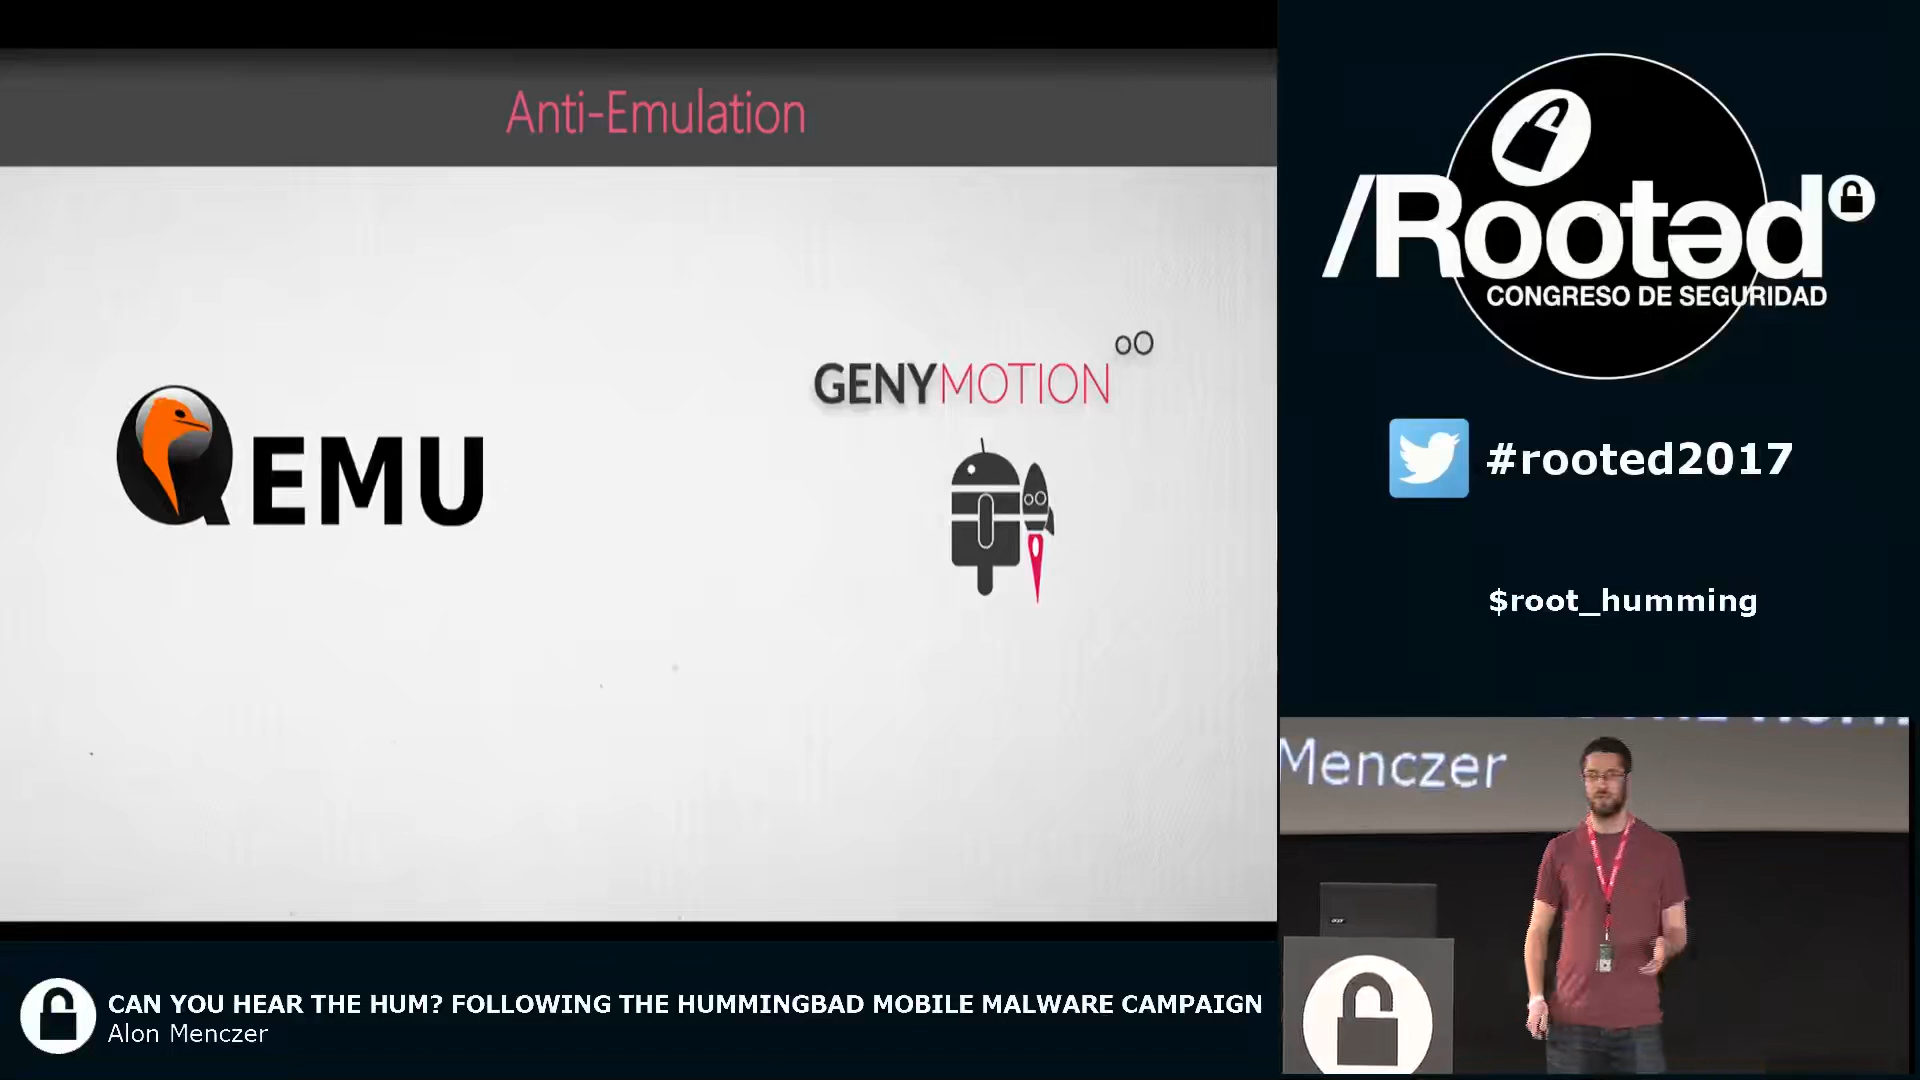 Anti-Emulation
QEMU
GENYMOTION
/Rooted
CONGRESO DE SEGURIDAD
#rooted2017
$root_humming
Menczer
acer
CAN YOU HEAR THE HUM? FOLLOWING THE HUMMINGBAD MOBILE MALWARE CAMPAIGN
Alon Menczer